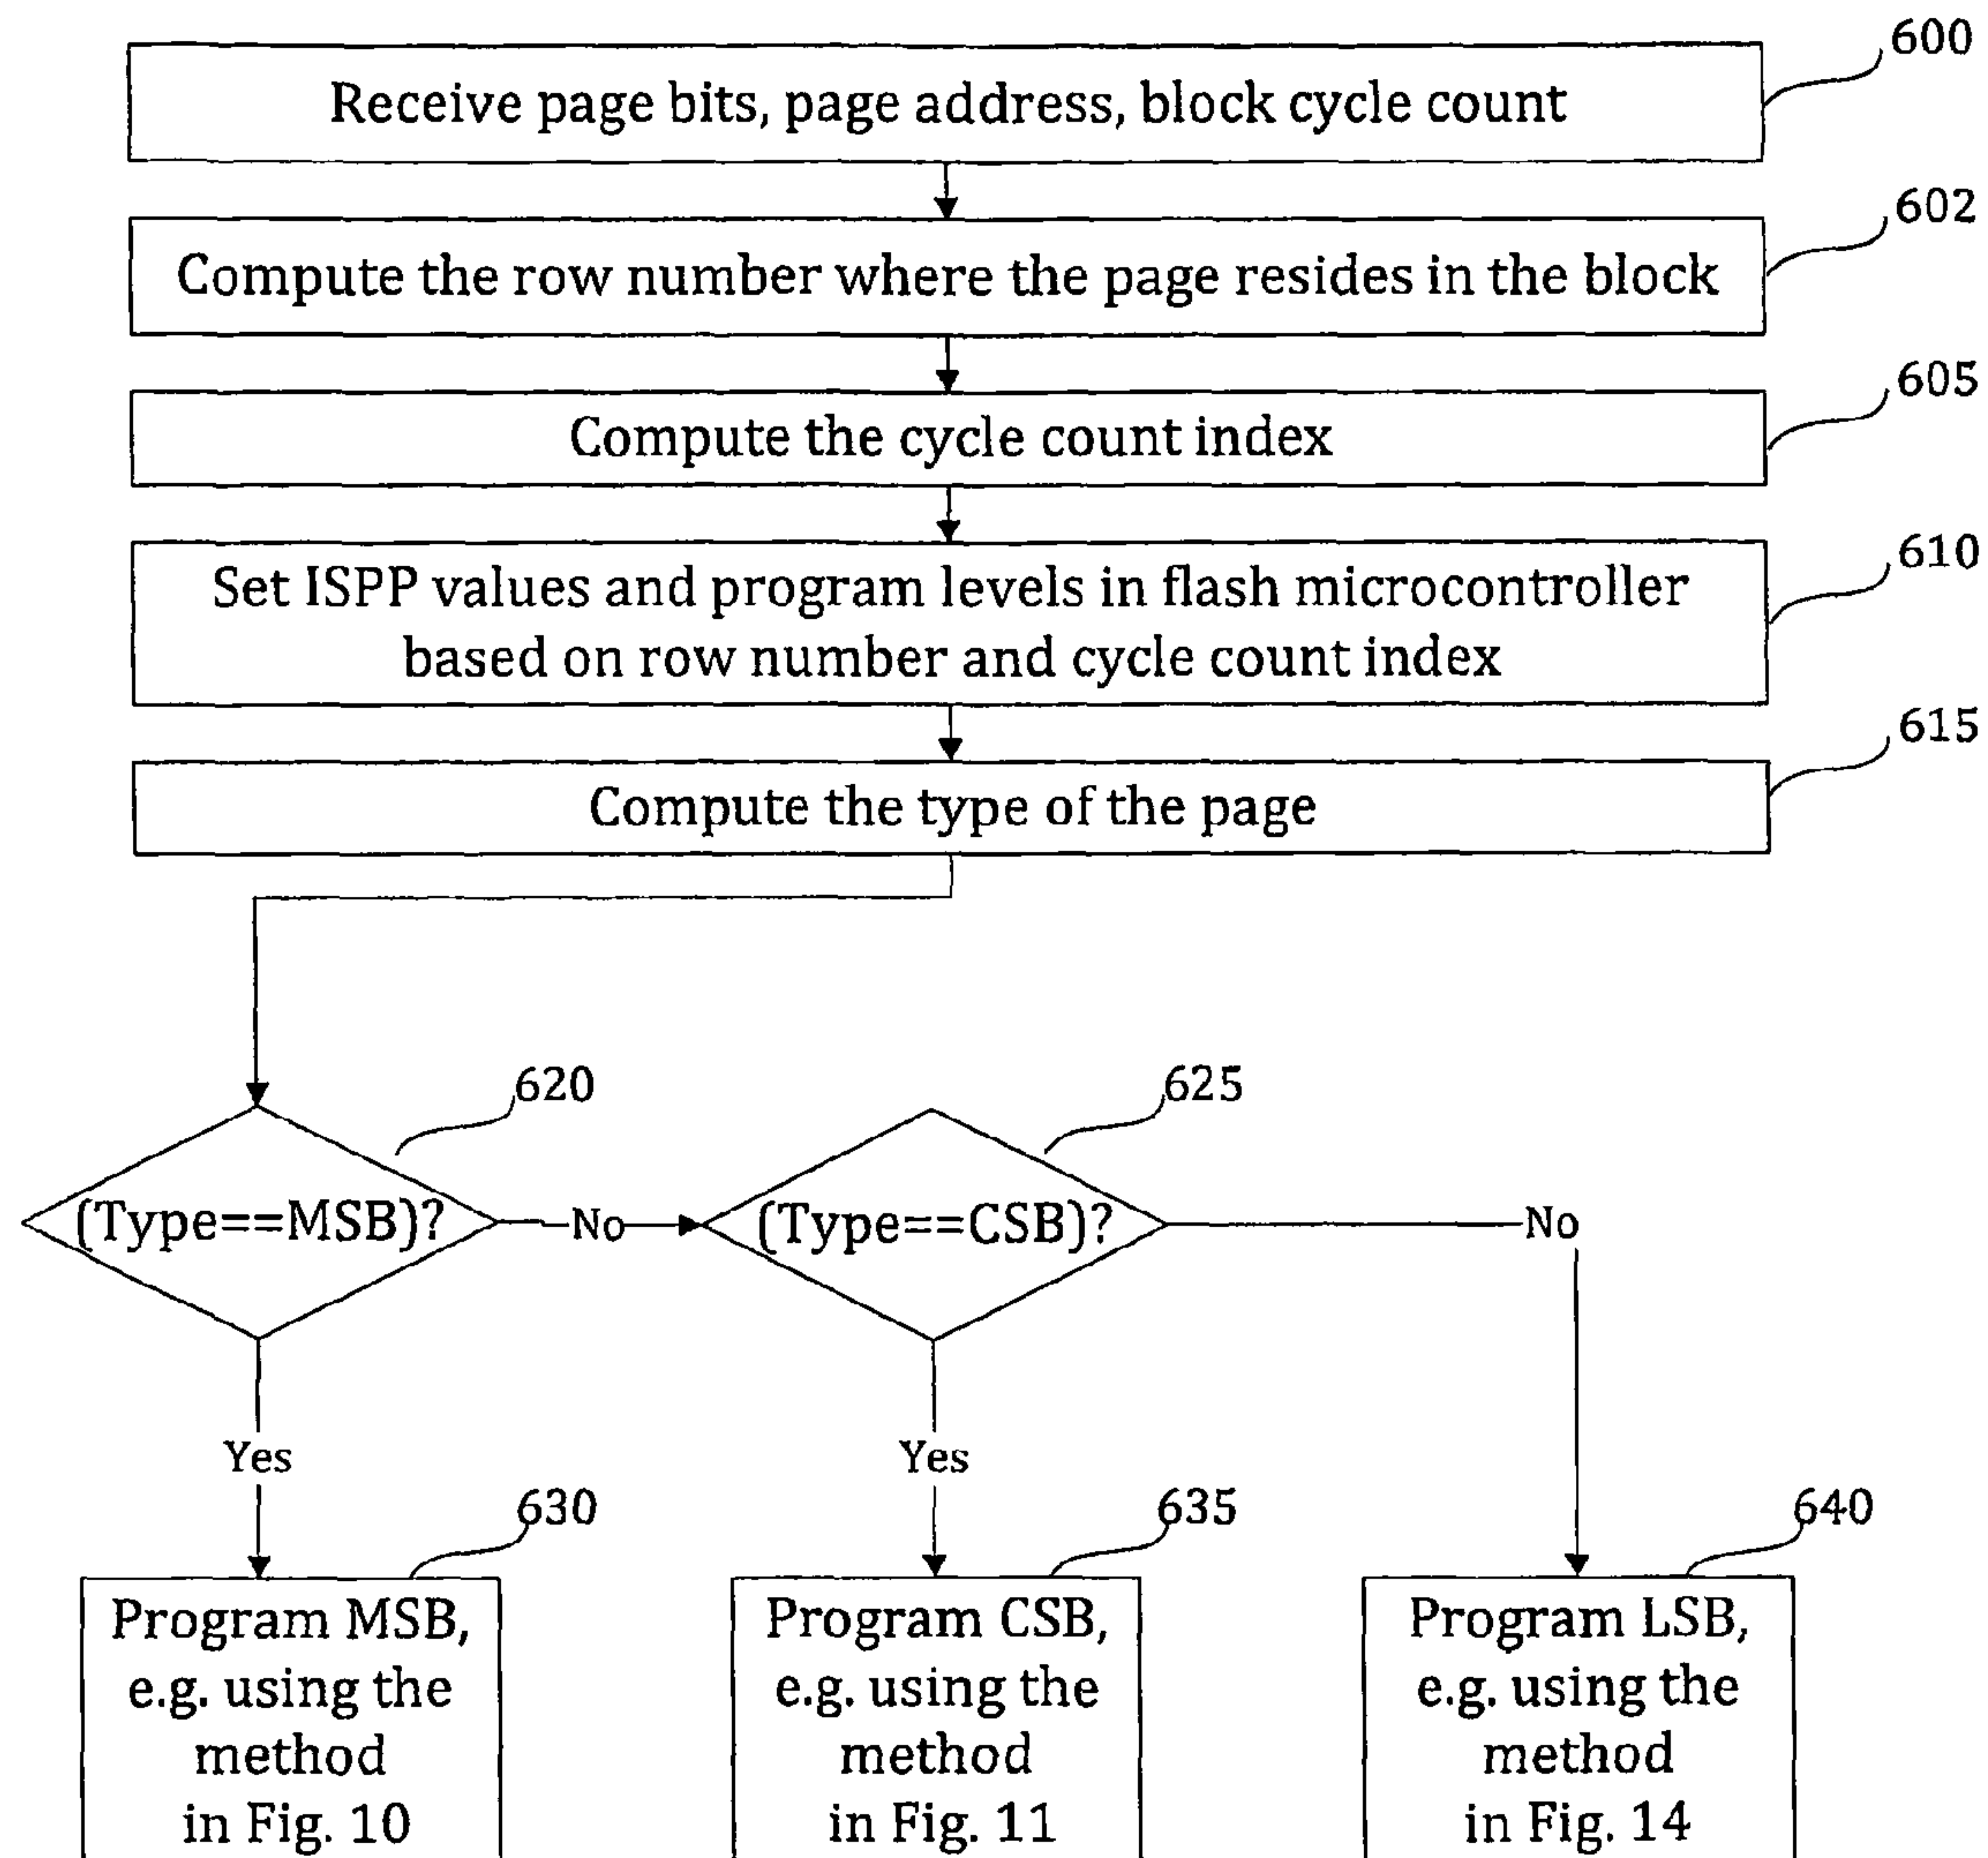 600
Receive page bits, page address, block cycle count
602
Compute the row number where the page resides in the block
605
Compute the cycle count index
610
Set ISPP values and program levels in flash microcontroller
based on row number and cycle count index
615
Compute the type of the page
620
625
(Type==MSB)?
No
(Type==CSB)?
No
Yes
Yes
630
635
640
Program MSB,
e.g. using the
method
in Fig. 10
Program CSB,
e.g. using the
method
in Fig. 11
Program LSB,
e.g. using the
method
in Fig. 14